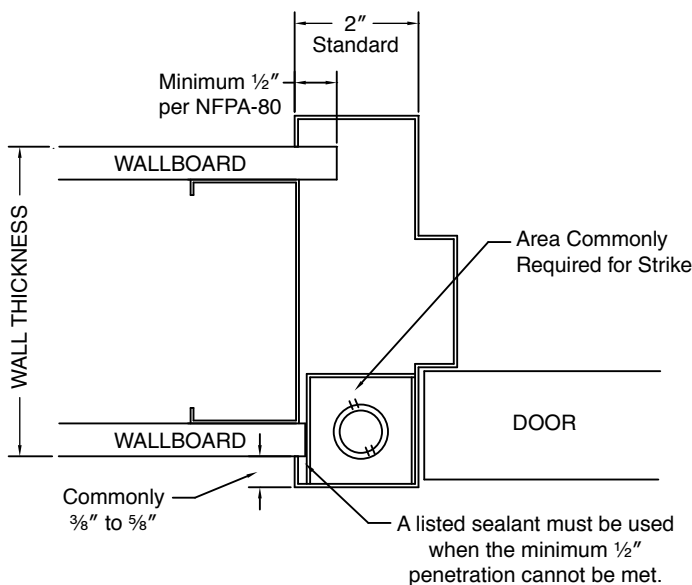 2″
Standard
Minimum ½″
per NFPA-80
WALLBOARD
WALL THICKNESS
Area Commonly
Required for Strike
DOOR
WALLBOARD
Commonly
⅜″ to ⅝″
A listed sealant must be used
when the minimum ½″
penetration cannot be met.